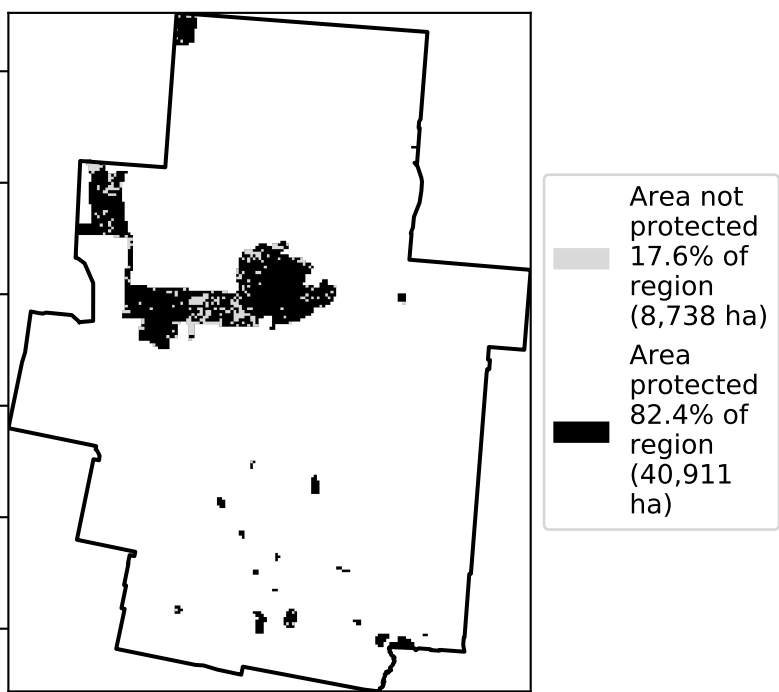 Area not
protected
17.6% of
region
(8,738 ha)
Area
protected
82.4% of
region
(40,911
ha)